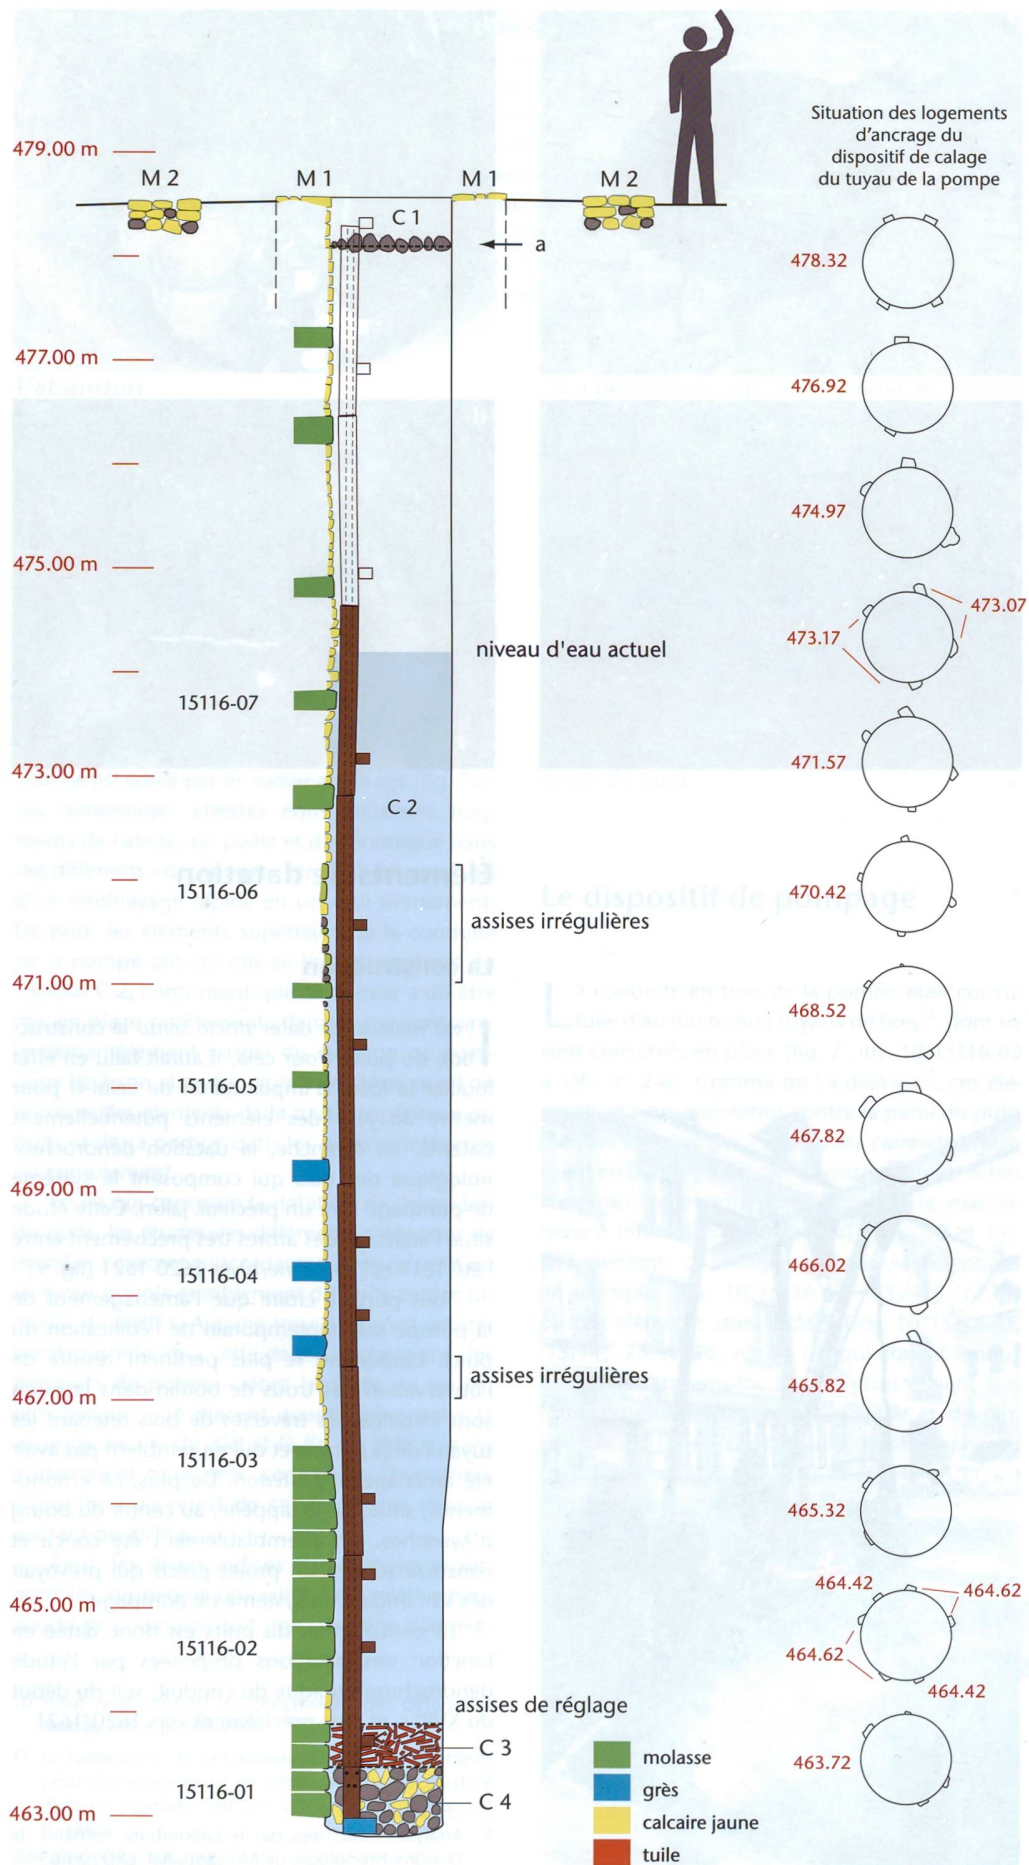 Situation des logements
d'ancrage du
dispositif de calage
du tuyau de la pompe
479.00 m
M 2
M 1
M 1
M 2
C 1
a
478.32
477.00 m
476.92
474.97
475.00 m
473.07
473.17
niveau d'eau actuel
15116-07
471.57
473.00 m
C 2
15116-06
470.42
assises irrégulières
471.00 m
468.52
15116-05
467.82
469.00 m
15116-04
466.02
assises irrégulières
465.82
467.00 m
15116-03
465.32
464.42
464.62
465.00 m
15116-02
464.62
464.42
assises de réglage
C 3
463.72
molasse
15116-01
grès
C 4
463.00 m
calcaire jaune
tuile